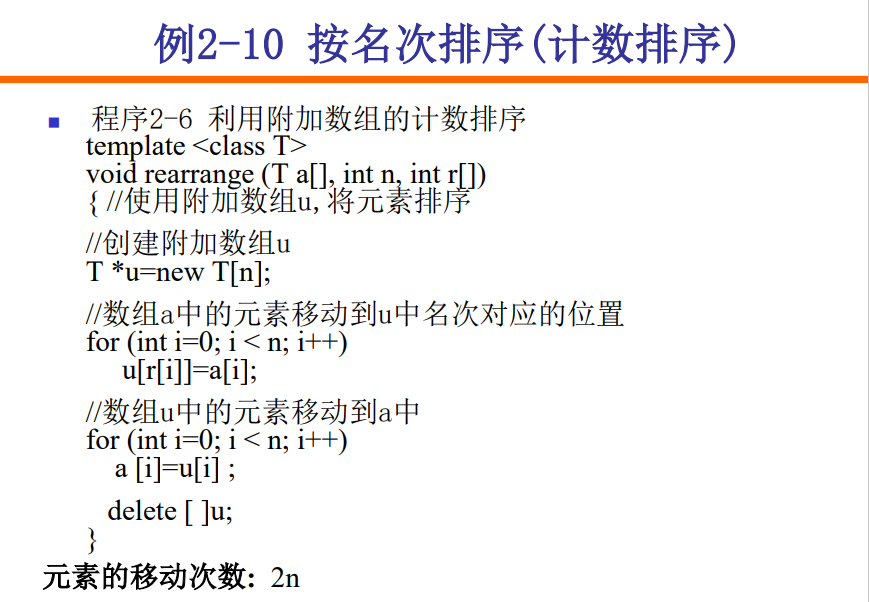 例2-10 按名次排序(计数排序)
程序2-6 利用附加数组的计数排序
template <class T>
void rearrange (T a[], int n, int r[])
{ //使用附加数组u,将元素排序
//创建附加数组u
T *u=new T[n];
//数组a中的元素移动到u中名次对应的位置
for (int i=0; i < n; i++)
u[r[i]]=a[i];
//数组u中的元素移动到a中
for (int i=0; i < n; i++)
a [i]=u[i] ;
delete [ ]u;
}
元素的移动次数: 2n